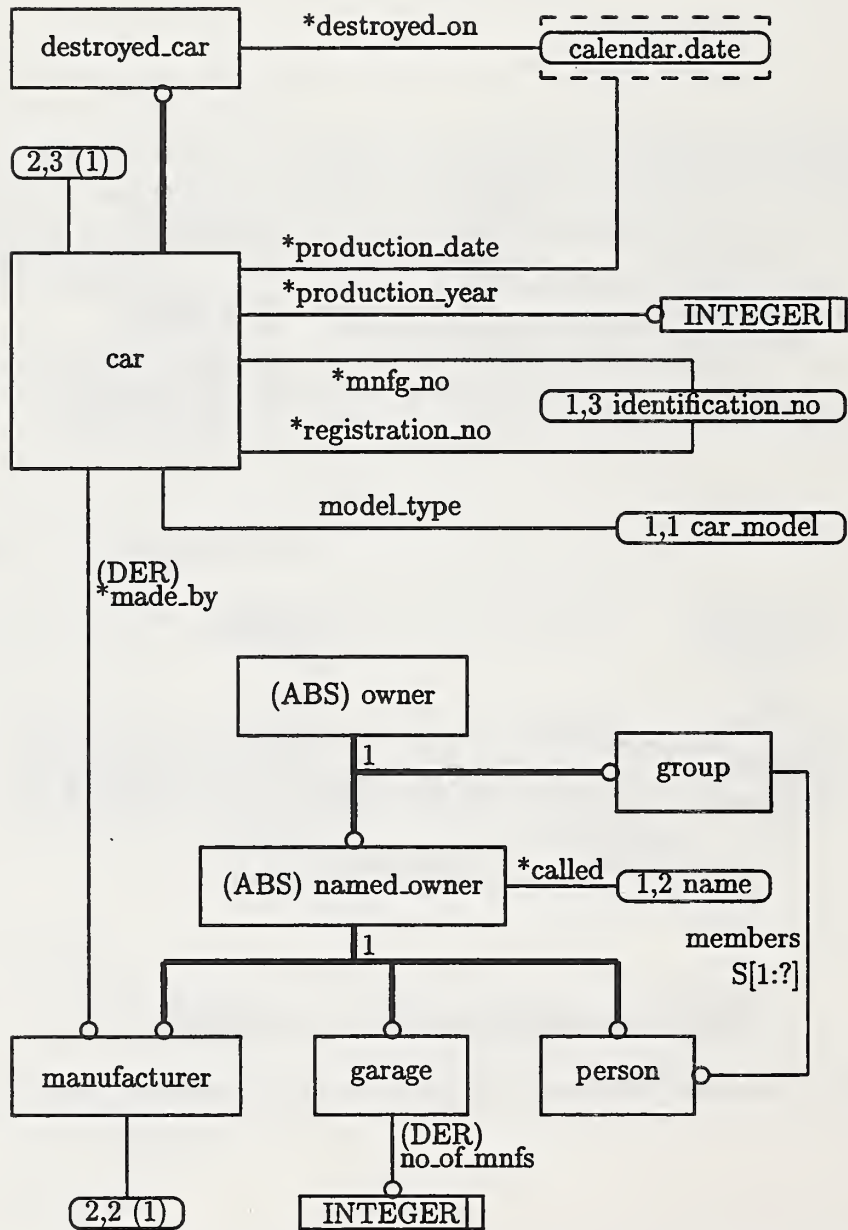 *destroyed_on
destroyed_car
calendar.date
2,3 (1)
*production_date
*production_year
INTEGER
car
*mnfg_no
1,3 identification_no
*registration_no
model_type
1,1 car_model
(DER)
*made_by
(ABS) owner
1
group
*called
(ABS) named_owner
1,2 name
1
members
S[1:?]
manufacturer
garage
person
(DER)
no_of_mnfs
2,2 (1)
INTEGER